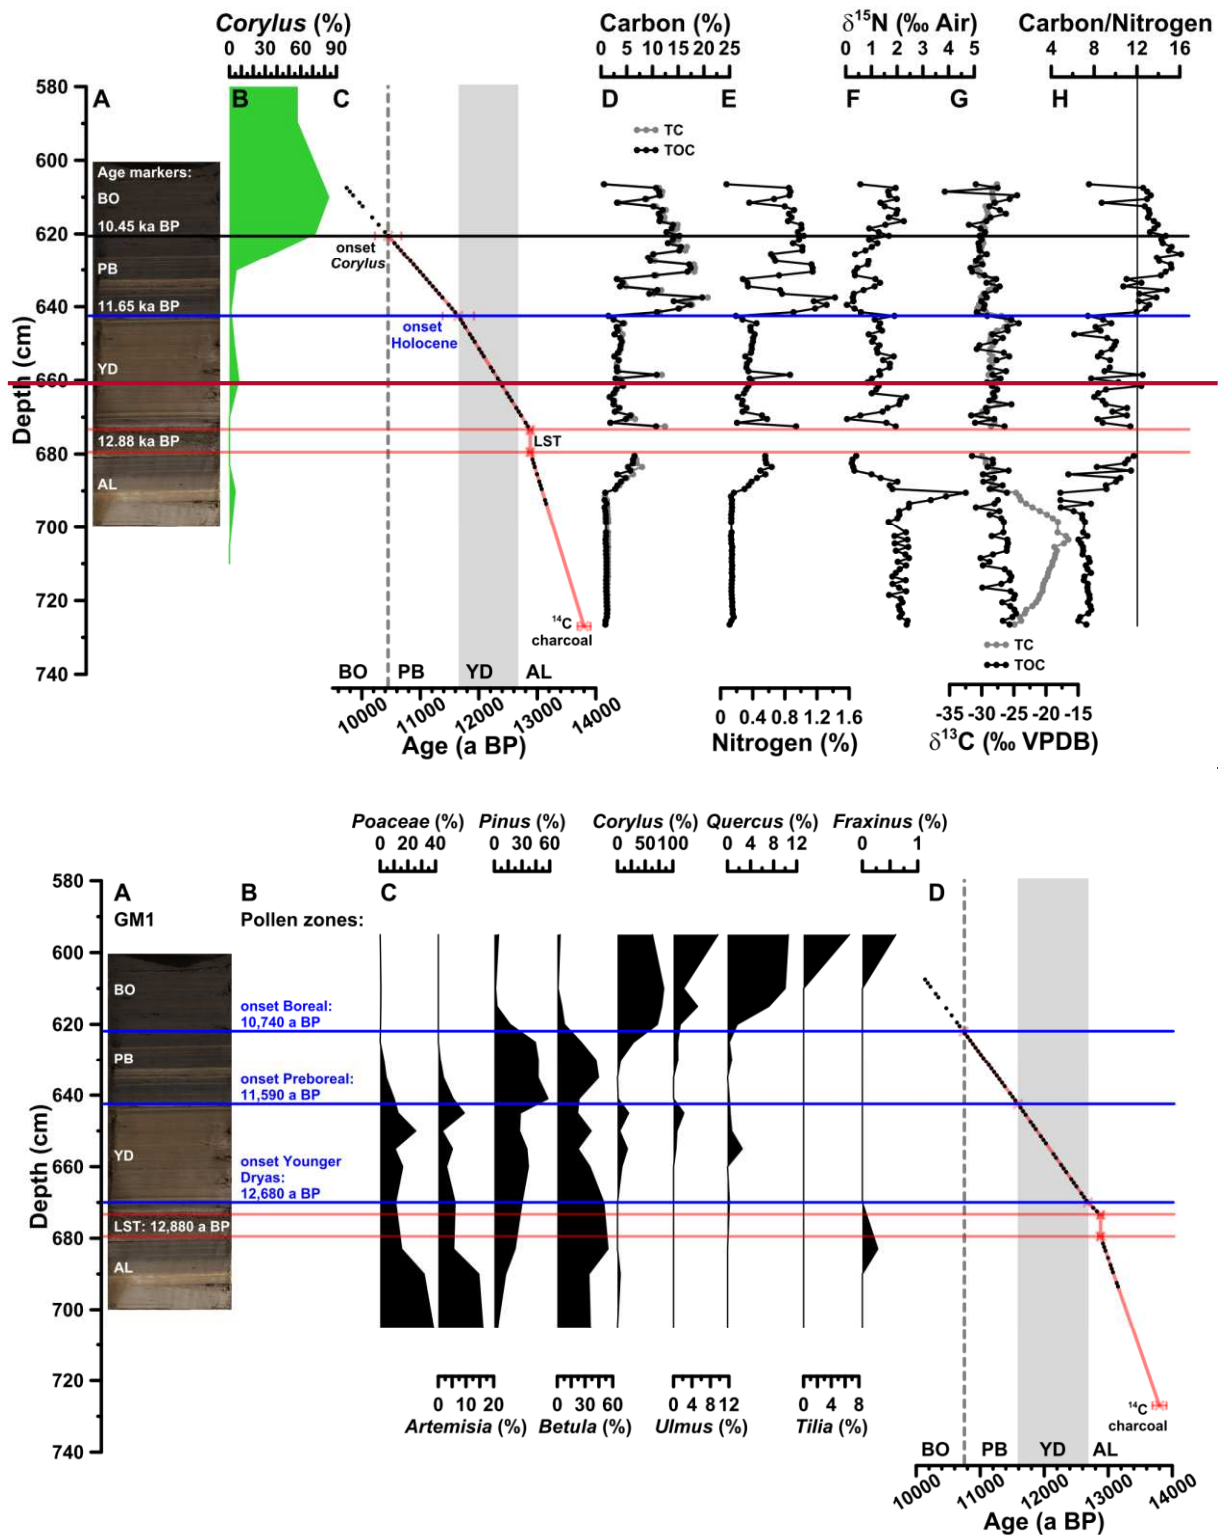 Corylus (%)
0 30 60 90
Carbon (%)
0 5 10 15 20 25
δ15N (‰ Air)
0 1 2 3 4 5
Carbon/Nitrogen
4 8 12 16
A B C D E F G H
580
600
620
640
660
680
700
720
740
Depth (cm)
Age markers:
BO
10.45 ka BP
PB
11.65 ka BP
YD
12.88 ka BP
AL
onset
Corylus
onset
Holocene
LST
14C
charcoal
TC
TOC
TC
TOC
BO PB YD AL
10000 11000 12000 13000 14000
Age (a BP)
0 0.4 0.8 1.2 1.6
Nitrogen (%)
-35 -30 -25 -20 -15
δ13C (‰ VPDB)
Poaceae (%) Pinus (%) Corylus (%) Quercus (%) Fraxinus (%)
0 20 40 0 30 60 0 50 100 0 4 8 12 0 1
A B C D
GM1 Pollen zones:
580
600
620
640
660
680
700
720
740
Depth (cm)
BO
PB
YD
LST: 12,880 a BP
AL
onset Boreal:
10,740 a BP
onset Preboreal:
11,590 a BP
onset Younger
Dryas:
12,680 a BP
14C
charcoal
0 10 20 0 30 60 0 4 8 12 0 4 8
Artemisia (%) Betula (%) Ulmus (%) Tilia (%)
BO PB YD AL
10000 11000 12000 13000 14000
Age (a BP)